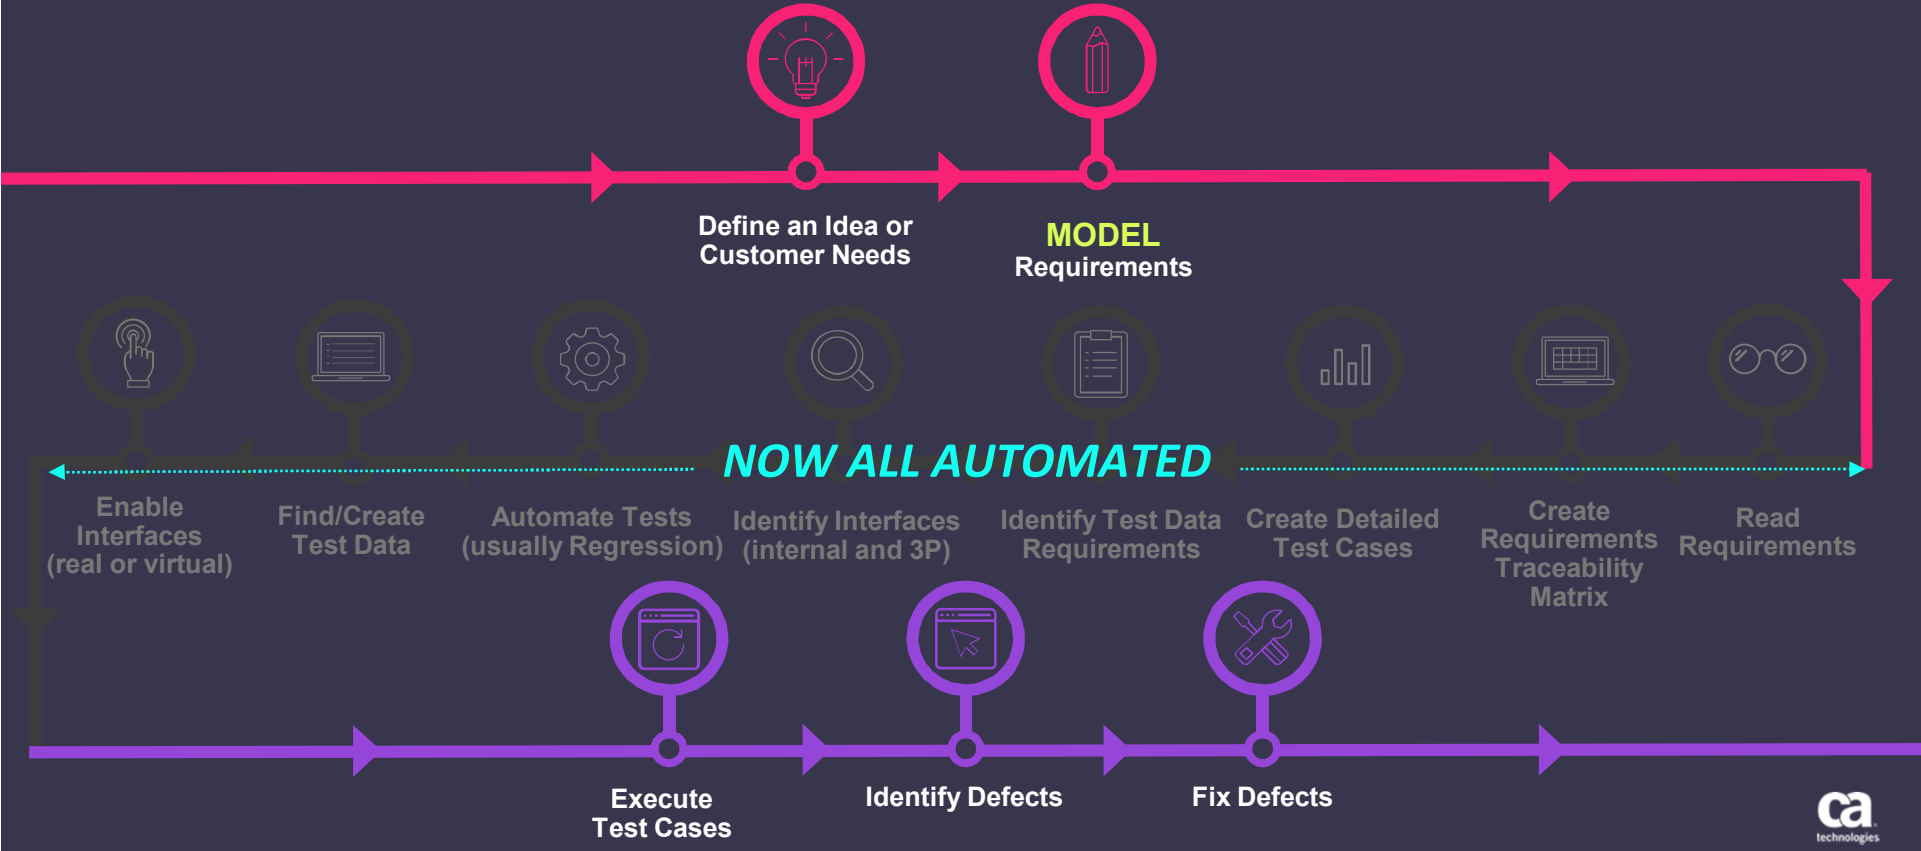 Define an Idea or
Customer Needs
MODEL
Requirements
NOW ALL AUTOMATED
Enable
Interfaces
(real or virtual)
Find/Create
Test Data
Automate Tests
(usually Regression)
Identify Interfaces
(internal and 3P)
Identify Test Data
Requirements
Create Detailed
Test Cases
Create
Requirements
Traceability
Matrix
Read
Requirements
Execute
Test Cases
Identify Defects
Fix Defects
ca
technologies